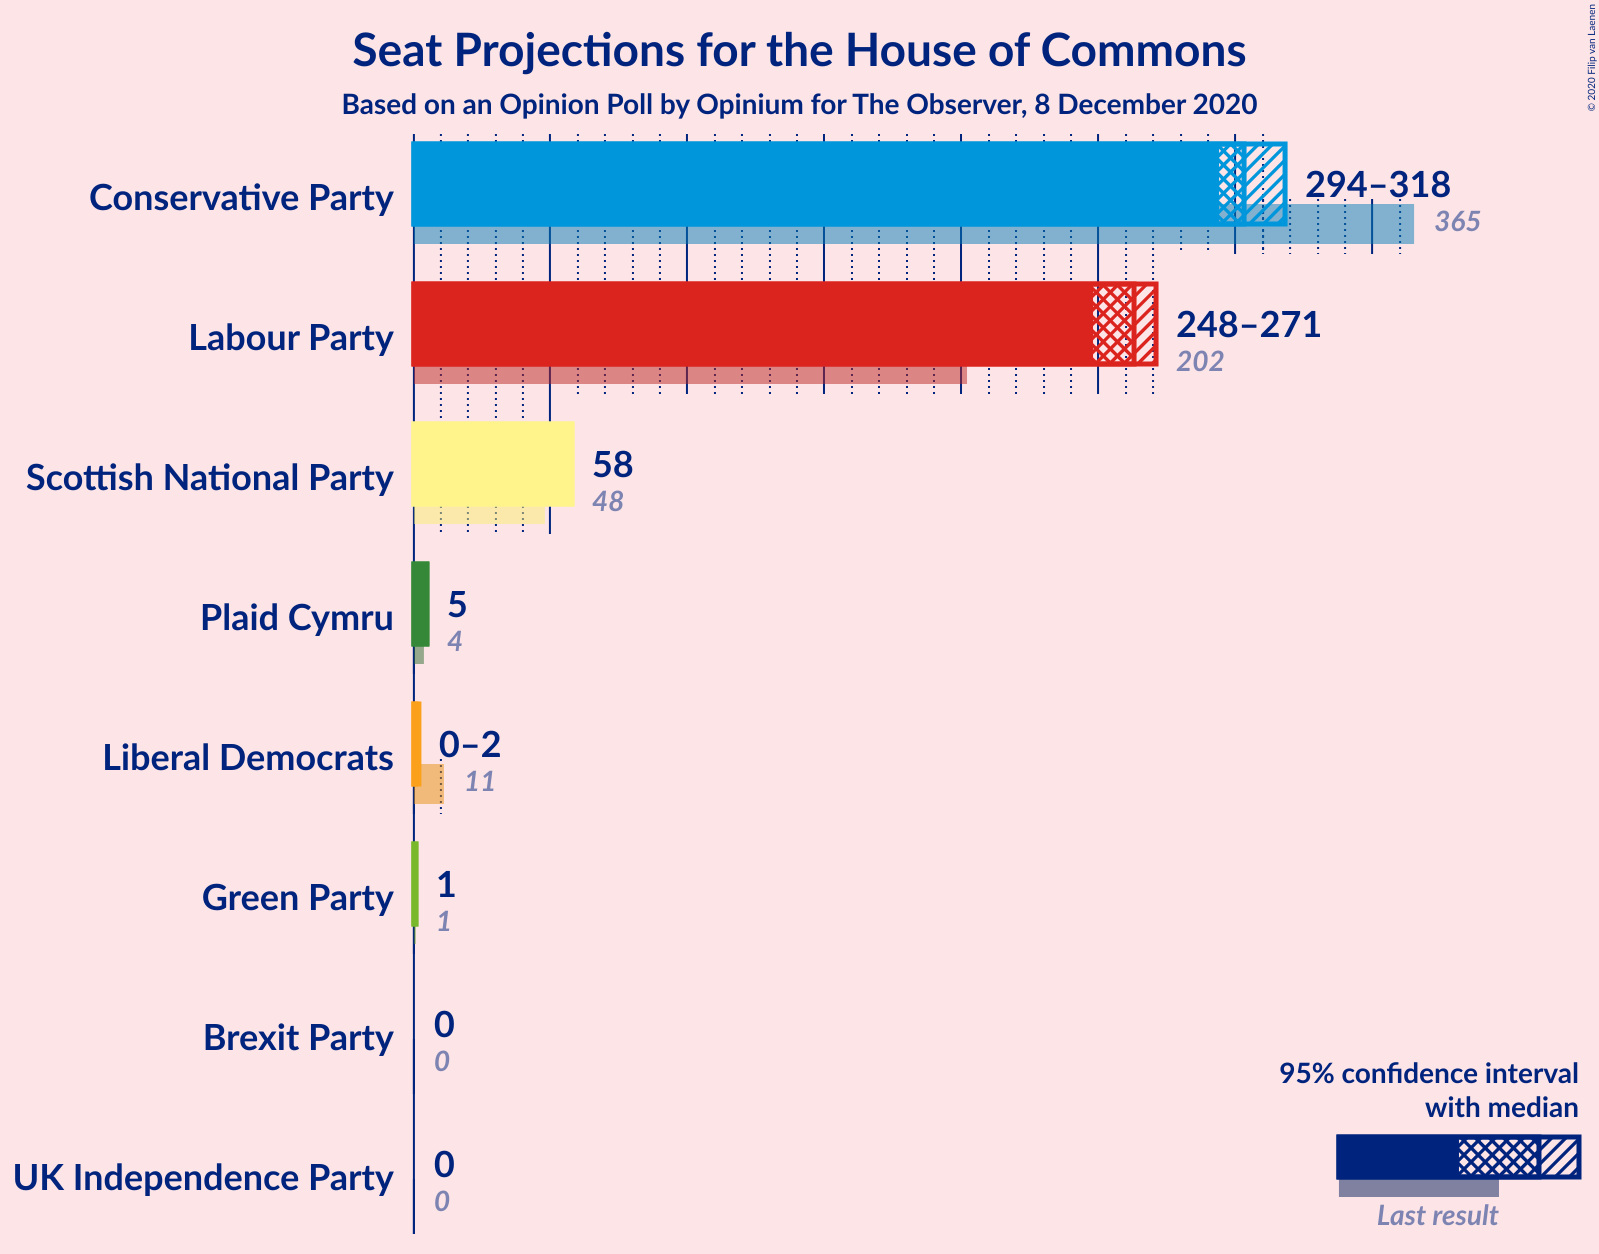 Seat Projections for the House of Commons
Based on an Opinion Poll by Opinium for The Observer, 8 December 2020
© 2020 Filip van Laenen
Conservative Party
294–318
365
Labour Party
248–271
202
Scottish National Party
58
48
Plaid Cymru
5
4
Liberal Democrats
0–2
11
Green Party
1
1
Brexit Party
0
0
UK Independence Party
0
0
95% confidence interval
with median
Last result